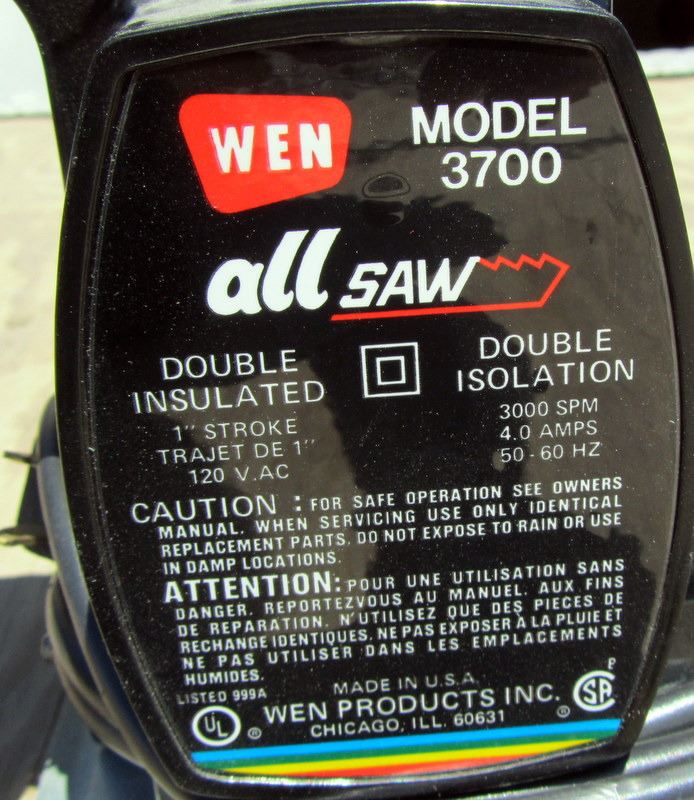 WEN
MODEL
3700
all SAW
DOUBLE
INSULATED
1" STROKE
TRAJET DE 1"
120 V.AC
DOUBLE
ISOLATION
3000 SPM
4.0 AMPS
50-60 HZ
CAUTION : FOR SAFE OPERATION SEE OWNERS
MANUAL. WHEN SERVICING USE ONLY IDENTICAL
REPLACEMENT PARTS. DO NOT EXPOSE TO RAIN OR USE
IN DAMP LOCATIONS.
ATTENTION: POUR UNE UTILISATION SANS
DANGER, REPORTEZVOUS AU MANUEL. AUX FINS
DE REPARATION, N'UTILISEZ QUE DES PIECES DE
RECHANGE IDENTIQUES. NE PAS EXPOSER À LA PLUIE ET
NE PAS UTILISER DANS LES EMPLACEMENTS
HUMIDES.
LISTED 999A
UL ®
MADE IN U.S.A.
WEN PRODUCTS INC. ®
CHICAGO, ILL. 60631
SA P